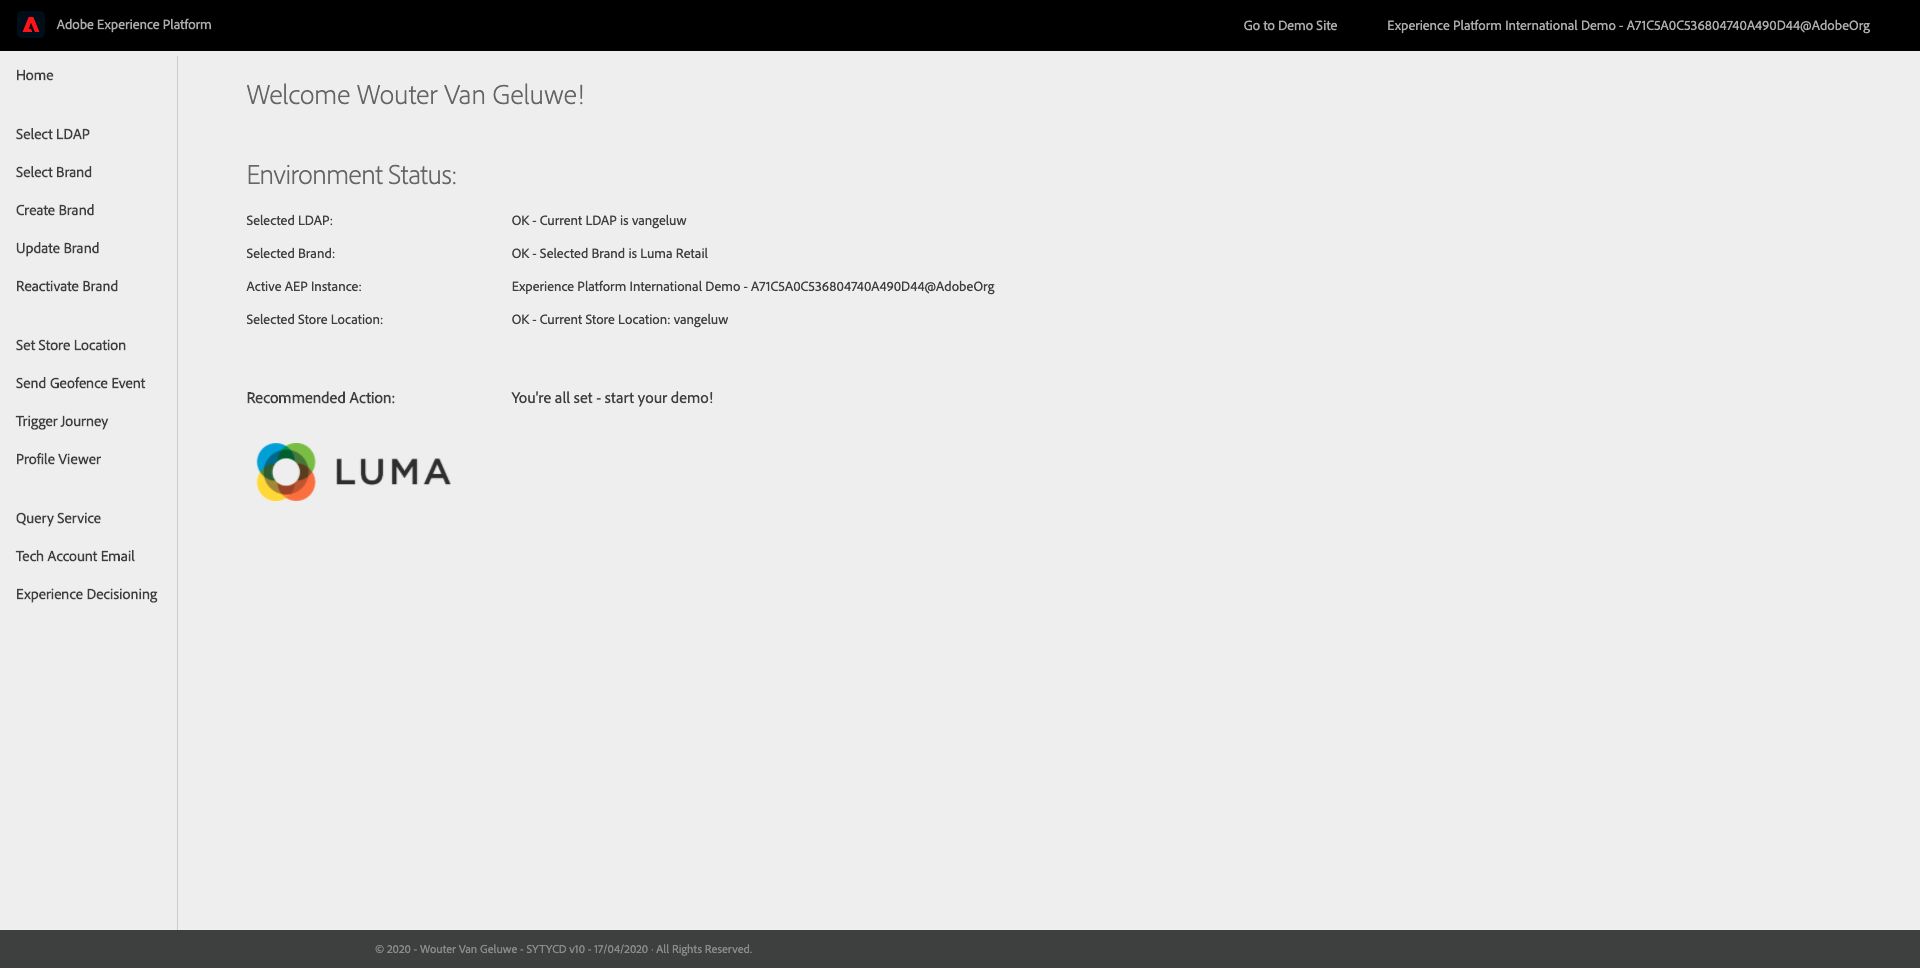 Adobe Experience Platform
Go to Demo Site
Experience Platform International Demo - A71C5A0C536804740A490D44@AdobeOrg
Home
Select LDAP
Select Brand
Create Brand
Update Brand
Reactivate Brand
Set Store Location
Send Geofence Event
Trigger Journey
Profile Viewer
Query Service
Tech Account Email
Experience Decisioning
Welcome Wouter Van Geluwe!
Environment Status:
Selected LDAP: OK - Current LDAP is vangeluw
Selected Brand: OK - Selected Brand is Luma Retail
Active AEP Instance: Experience Platform International Demo - A71C5A0C536804740A490D44@AdobeOrg
Selected Store Location: OK - Current Store Location: vangeluw
Recommended Action: You're all set - start your demo!
LUMA
© 2020 - Wouter Van Geluwe - SYTYCD v10 - 17/04/2020 · All Rights Reserved.